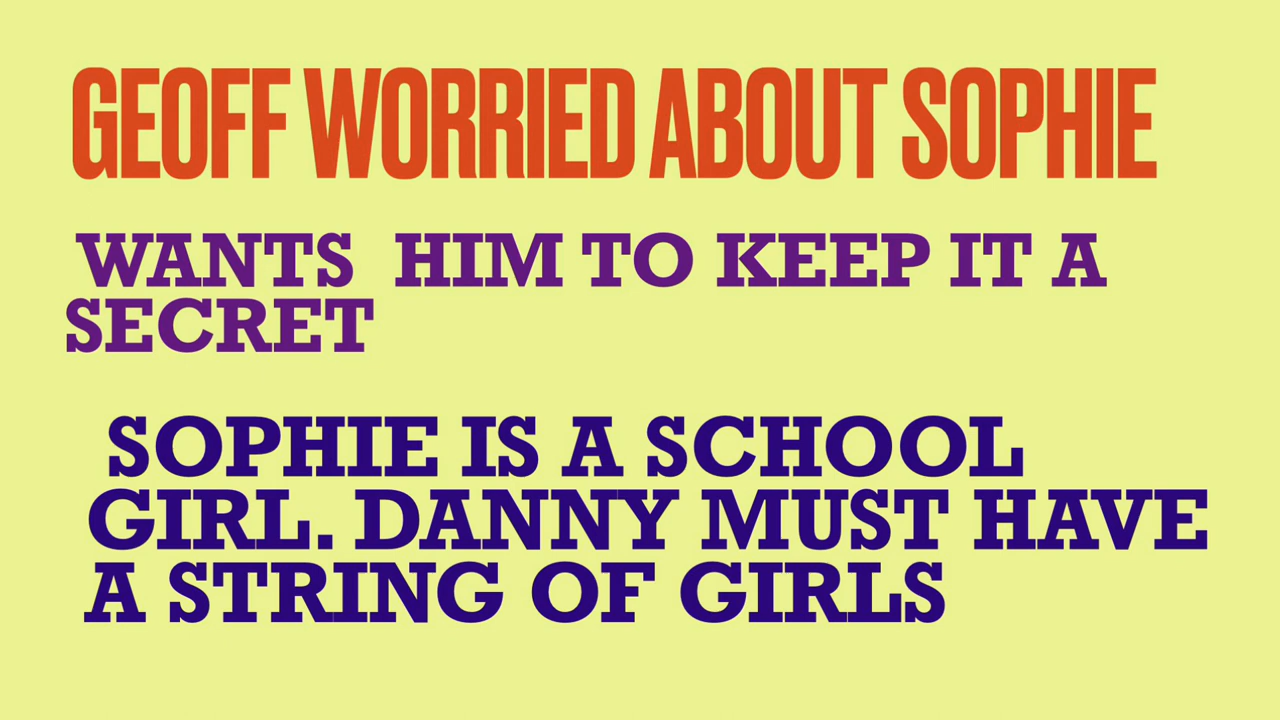 GEOFF WORRIED ABOUT SOPHIE
WANTS  HIM TO KEEP IT A
SECRET
SOPHIE IS A SCHOOL
GIRL. DANNY MUST HAVE
A STRING OF GIRLS